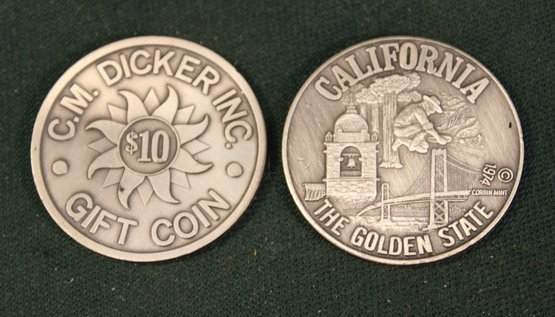 C.M. DICKER INC.
$10
GIFT COIN
CALIFORNIA
© 1974
CORBIN MINT
THE GOLDEN STATE